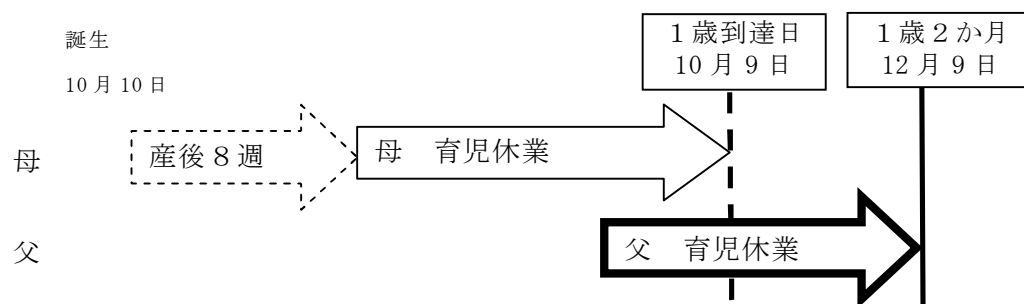 誕生
10月10日
1歳到達日
10月9日
1歳2か月
12月9日
母
産後8週
母　育児休業
父
父　育児休業